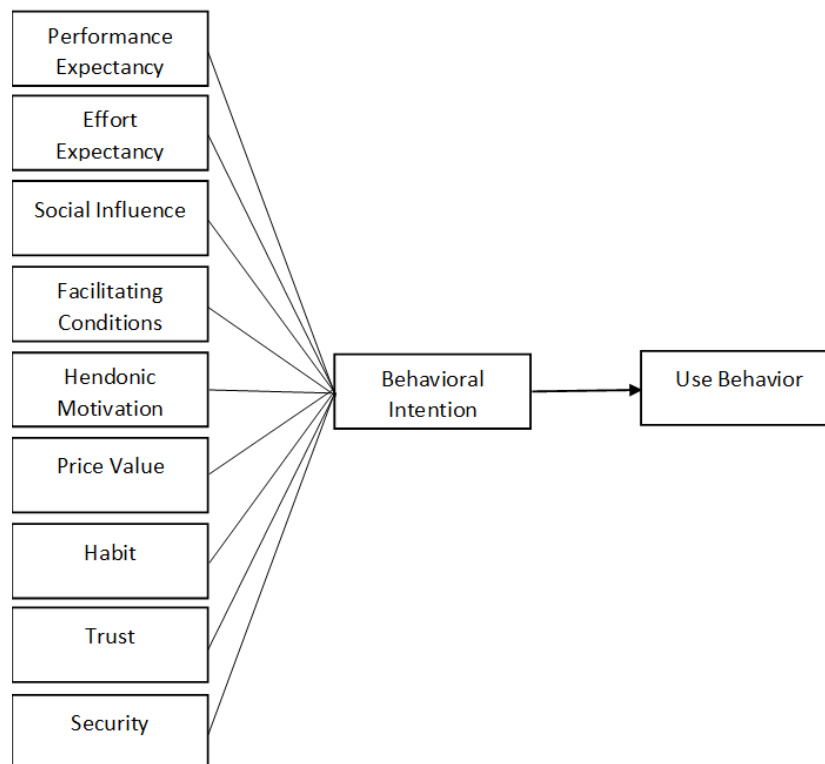 Performance
Expectancy
Effort
Expectancy
Social Influence
Facilitating
Conditions
Hendonic
Motivation
Price Value
Habit
Trust
Security
Behavioral
Intention
Use Behavior